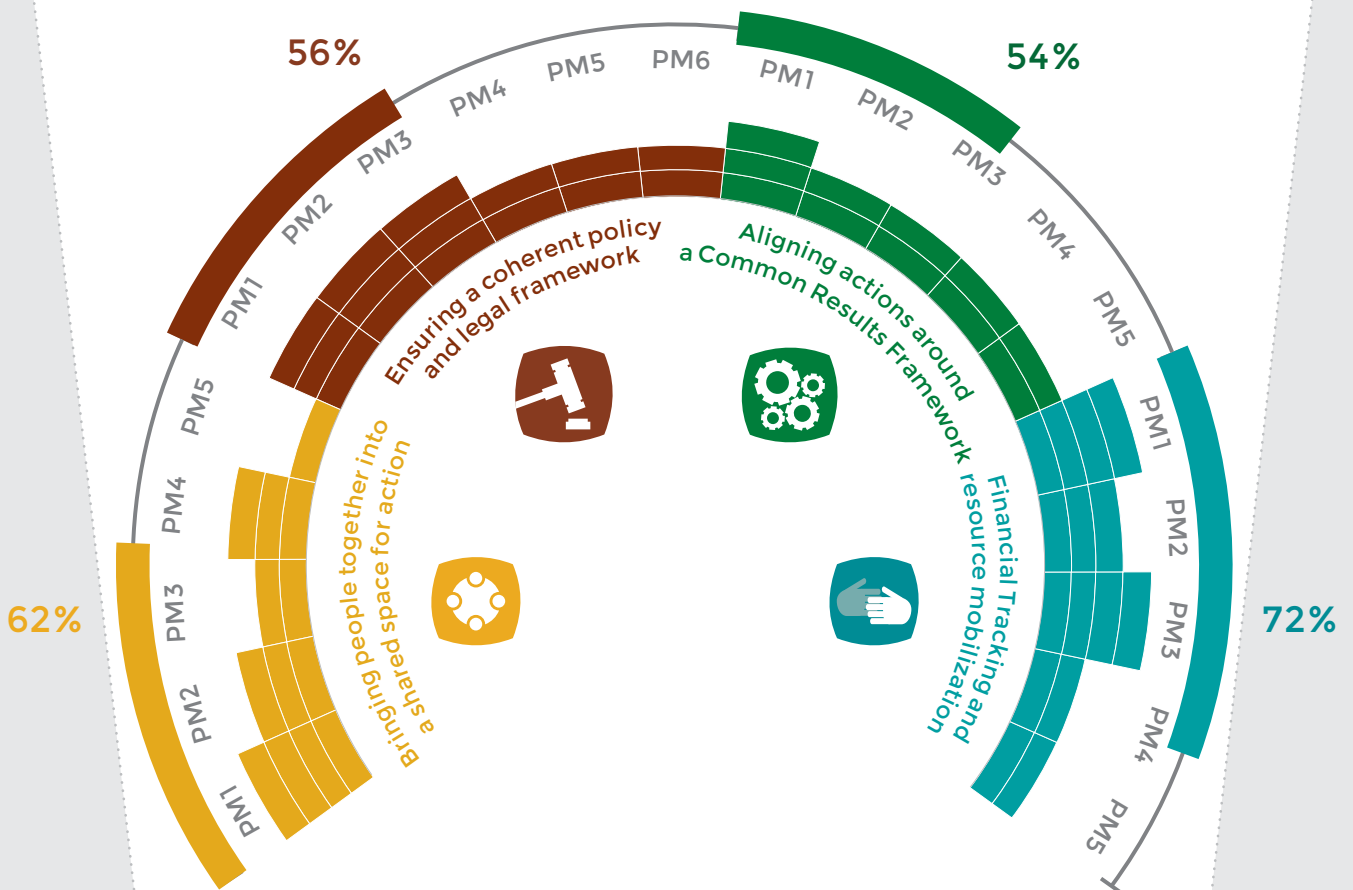 62%
PM1
PM2
PM3
PM4
PM5
Bringing people together into
a shared space for action
56%
PM1
PM2
PM3
PM4
PM5
PM6
Ensuring a coherent policy
and legal framework
54%
PM1
PM2
PM3
PM4
PM5
Aligning actions around
a Common Results Framework
72%
PM1
PM2
PM3
PM4
PM5
Financial Tracking and
resource mobilization